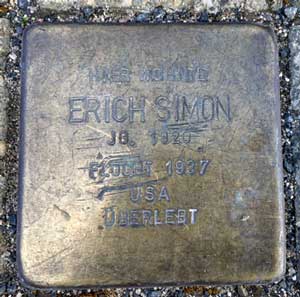 HIER WOHNTE
ERICH SIMON
JG. 1920
FLUCHT 1937
USA
ÜBERLEBT